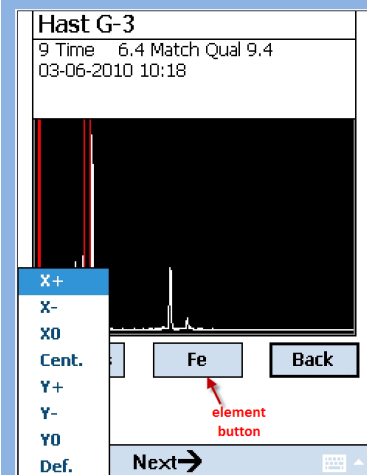 Hast G-3
9 Time 6.4 Match Qual 9.4
03-06-2010 10:18
X+
X-
X0
Cent.
Fe
Back
Y+
element
button
Y-
Y0
Def.
Next→